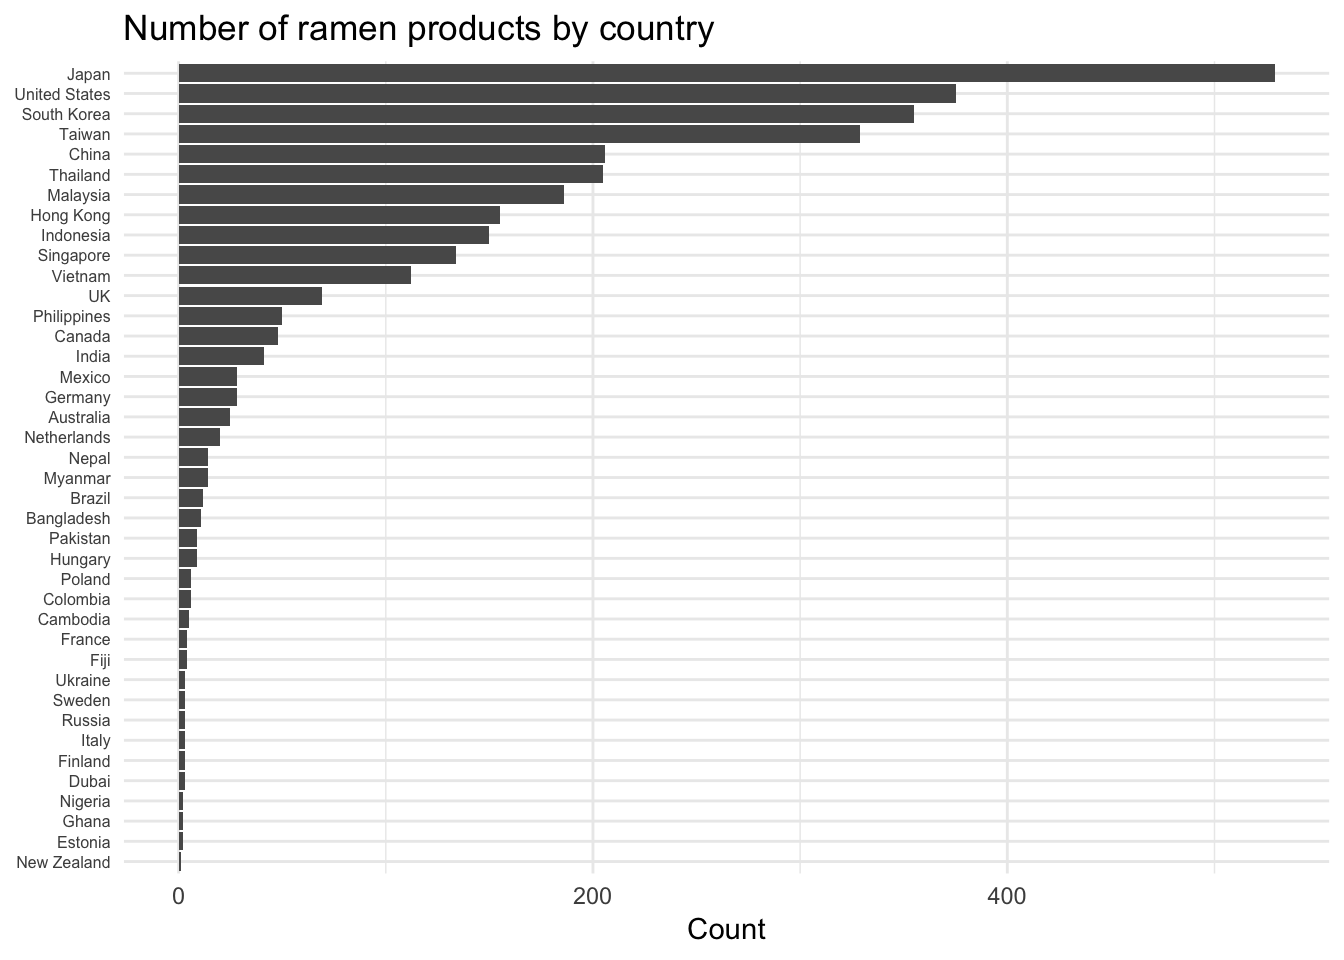 Number of ramen products by country
Japan
United States
South Korea
Taiwan
China
Thailand
Malaysia
Hong Kong
Indonesia
Singapore
Vietnam
UK
Philippines
Canada
India
Mexico
Germany
Australia
Netherlands
Nepal
Myanmar
Brazil
Bangladesh
Pakistan
Hungary
Poland
Colombia
Cambodia
France
Fiji
Ukraine
Sweden
Russia
Italy
Finland
Dubai
Nigeria
Ghana
Estonia
New Zealand
0 200 400
Count